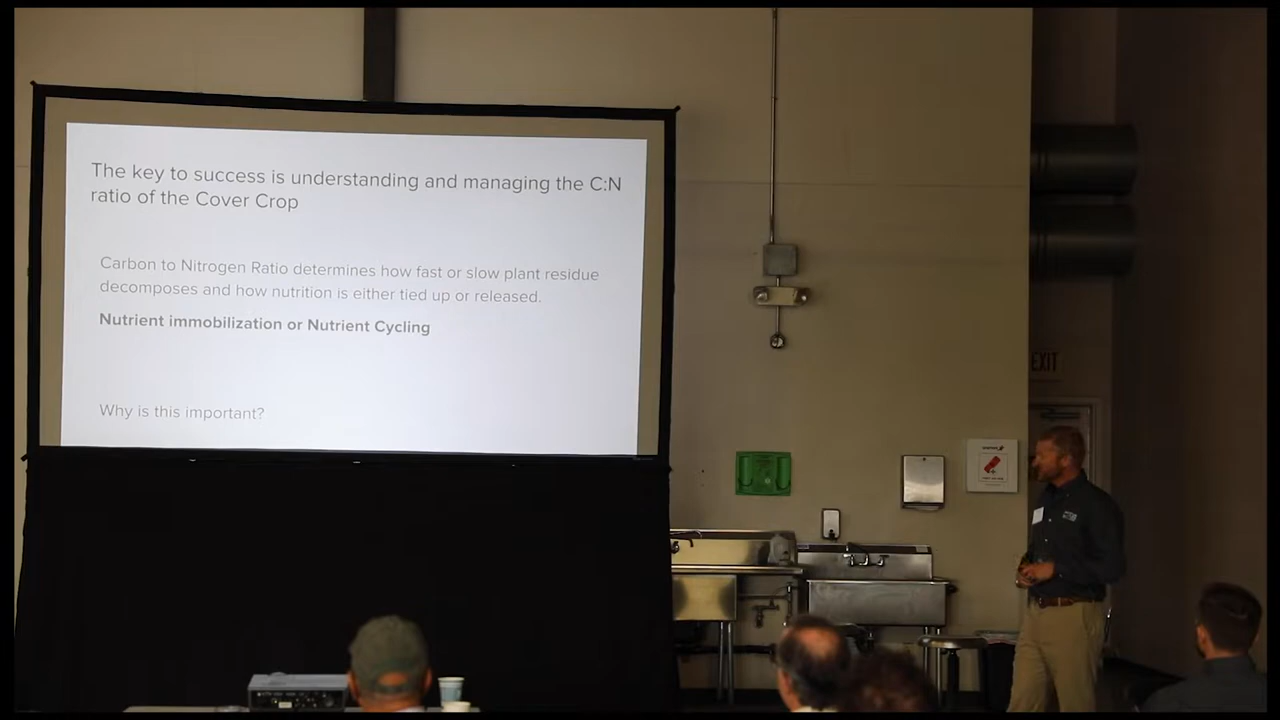 The key to success is understanding and managing the C:N
ratio of the Cover Crop
Carbon to Nitrogen Ratio determines how fast or slow plant residue
decomposes and how nutrition is either tied up or released.
Nutrient immobilization or Nutrient Cycling
Why is this important?
EXIT